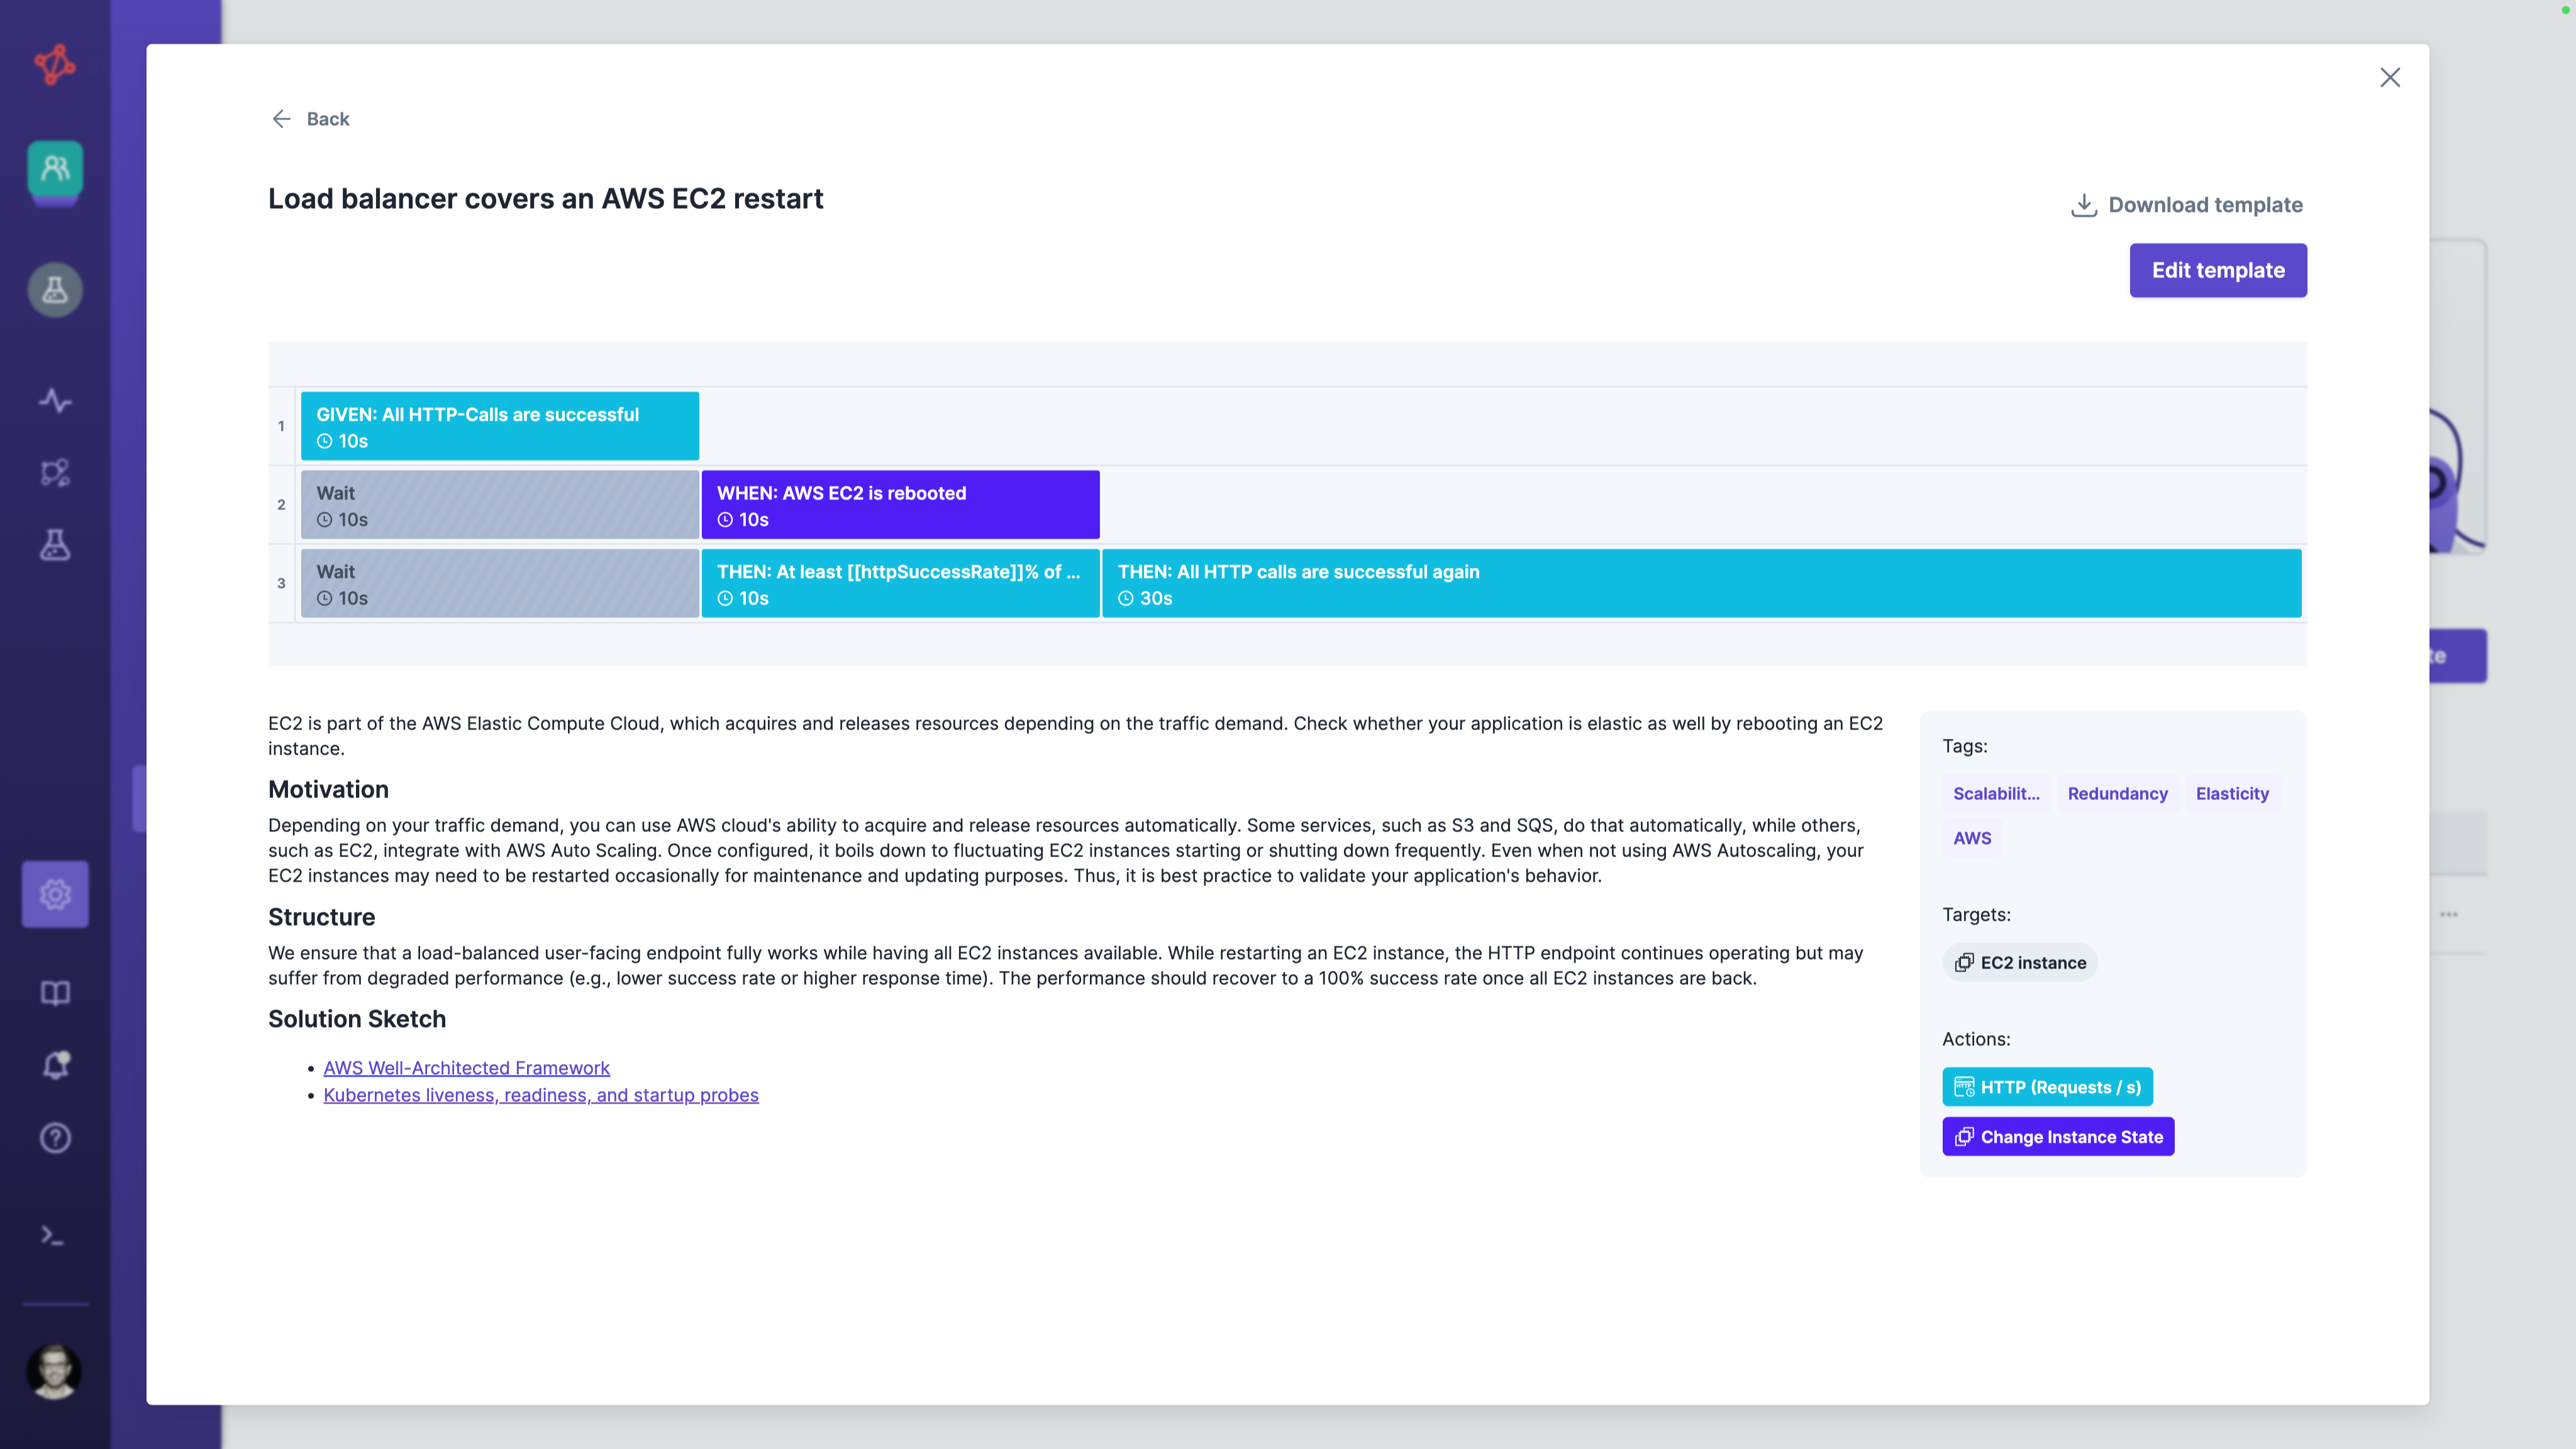 Back
Load balancer covers an AWS EC2 restart
Download template
Edit template
1
GIVEN: All HTTP-Calls are successful
10s
2
Wait
10s
WHEN: AWS EC2 is rebooted
10s
3
Wait
10s
THEN: At least [[httpSuccessRate]]% of ...
10s
THEN: All HTTP calls are successful again
30s
EC2 is part of the AWS Elastic Compute Cloud, which acquires and releases resources depending on the traffic demand. Check whether your application is elastic as well by rebooting an EC2
instance.
Motivation
Depending on your traffic demand, you can use AWS cloud's ability to acquire and release resources automatically. Some services, such as S3 and SQS, do that automatically, while others,
such as EC2, integrate with AWS Auto Scaling. Once configured, it boils down to fluctuating EC2 instances starting or shutting down frequently. Even when not using AWS Autoscaling, your
EC2 instances may need to be restarted occasionally for maintenance and updating purposes. Thus, it is best practice to validate your application's behavior.
Structure
We ensure that a load-balanced user-facing endpoint fully works while having all EC2 instances available. While restarting an EC2 instance, the HTTP endpoint continues operating but may
suffer from degraded performance (e.g., lower success rate or higher response time). The performance should recover to a 100% success rate once all EC2 instances are back.
Solution Sketch
• AWS Well-Architected Framework
• Kubernetes liveness, readiness, and startup probes
Tags:
Scalabilit... Redundancy Elasticity
AWS
Targets:
EC2 instance
Actions:
HTTP (Requests / s)
Change Instance State